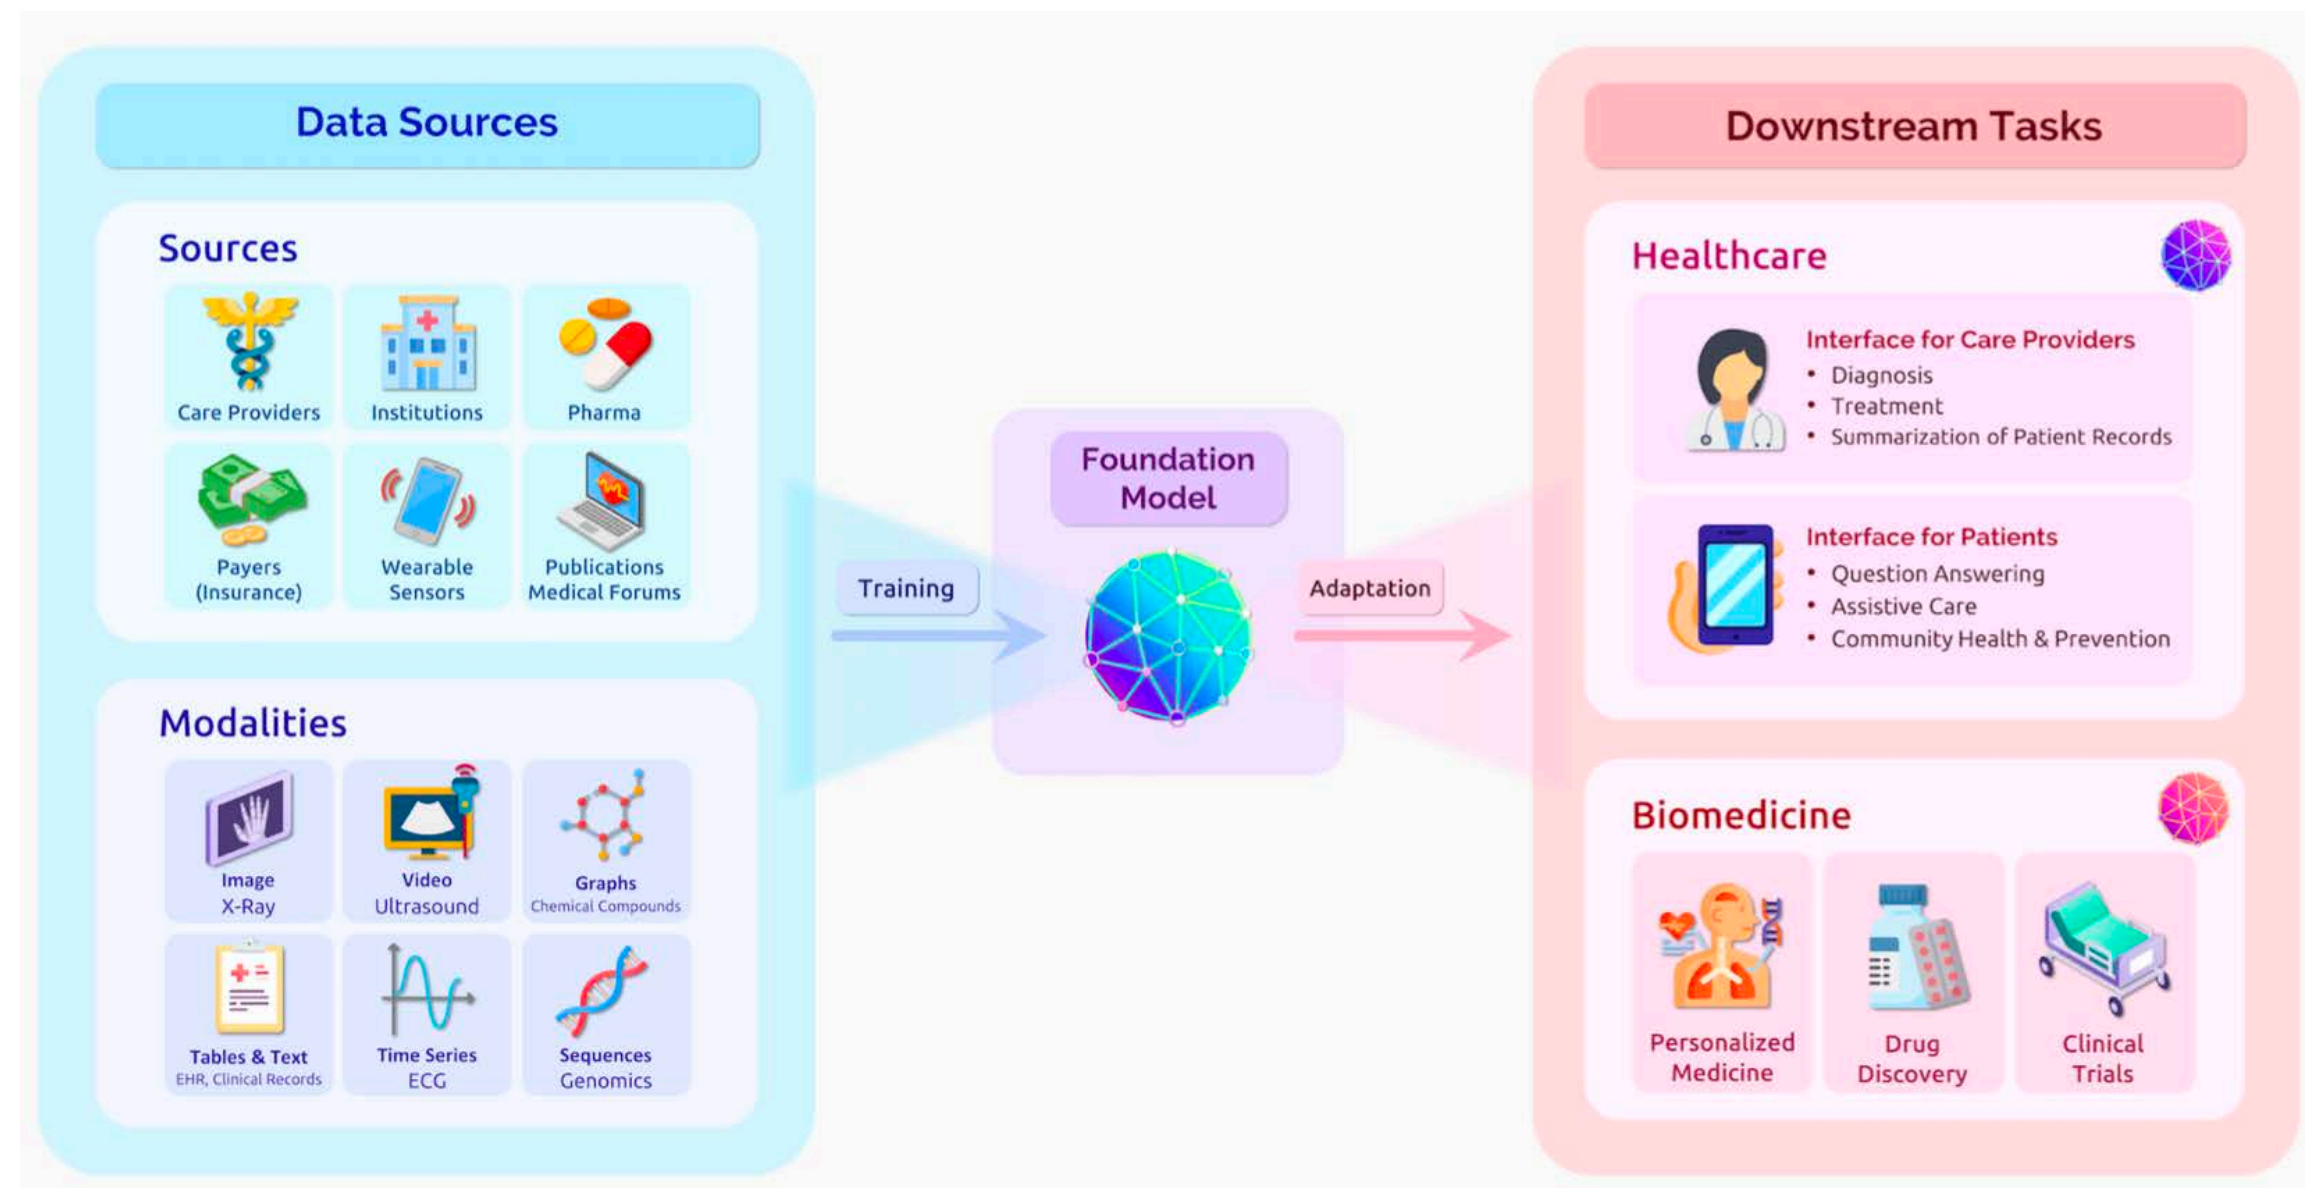 Data Sources
Sources
Care Providers
Institutions
Pharma
Payers
(Insurance)
Wearable
Sensors
Publications
Medical Forums
Modalities
Image
X-Ray
Video
Ultrasound
Graphs
Chemical Compounds
Tables & Text
EHR, Clinical Records
Time Series
ECG
Sequences
Genomics
Training
Foundation
Model
Adaptation
Downstream Tasks
Healthcare
Interface for Care Providers
• Diagnosis
• Treatment
• Summarization of Patient Records
Interface for Patients
• Question Answering
• Assistive Care
• Community Health & Prevention
Biomedicine
Personalized
Medicine
Drug
Discovery
Clinical
Trials